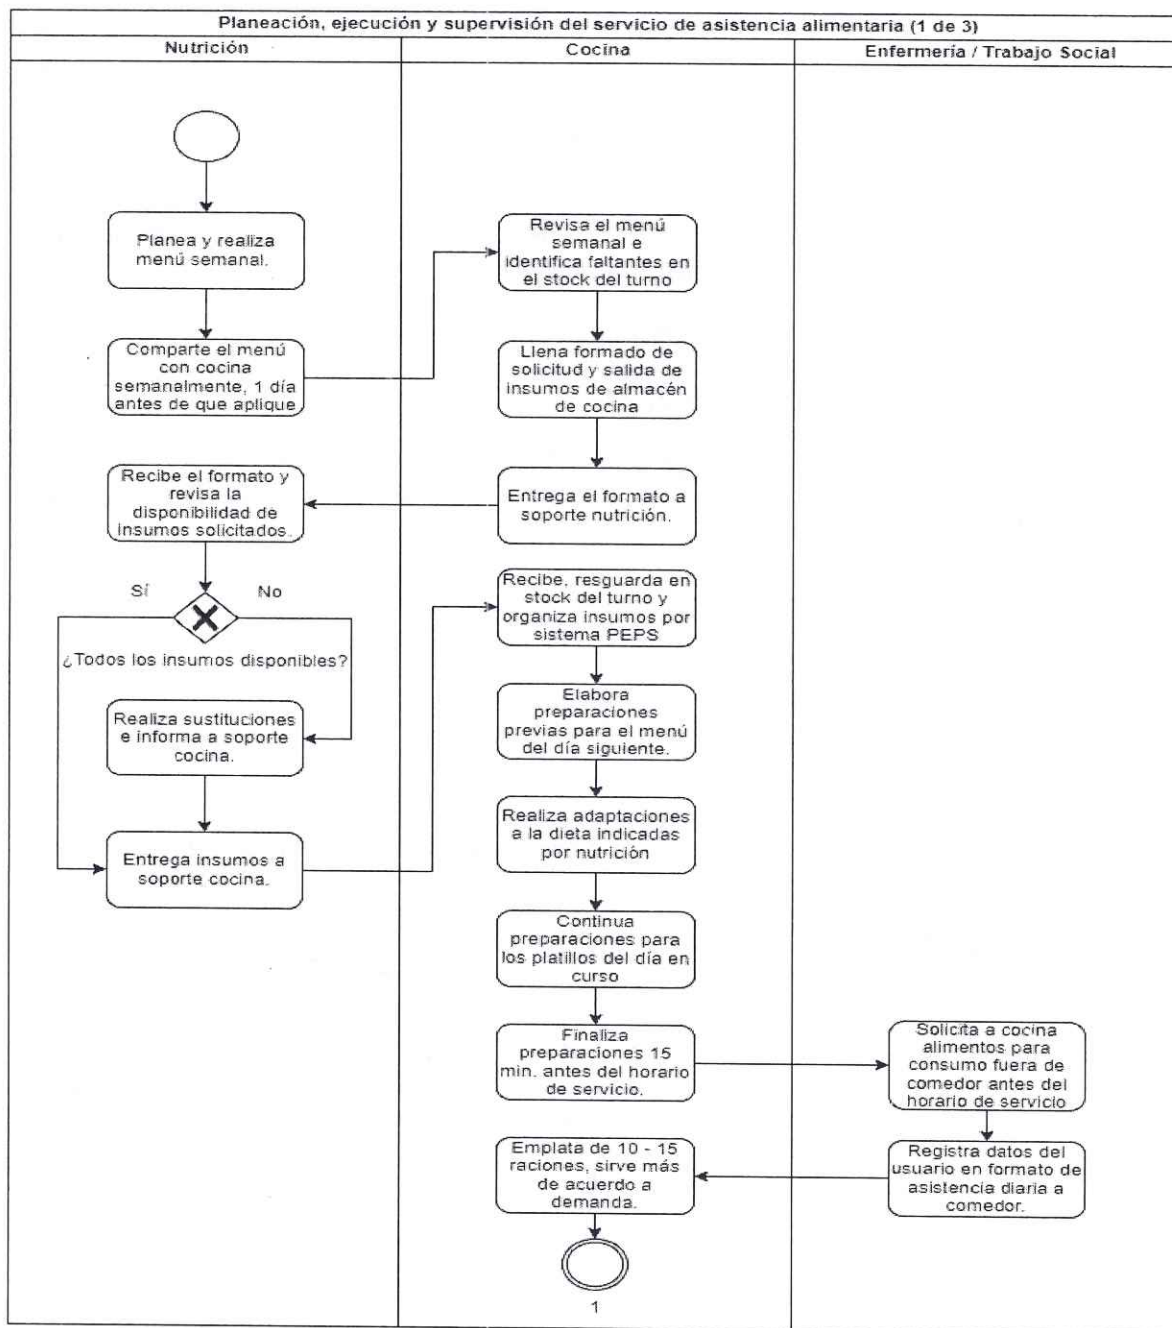 Planeación, ejecución y supervisión del servicio de asistencia alimentaria (1 de 3)
Nutrición
Cocina
Enfermería / Trabajo Social
Planea y realiza
menú semanal.
Comparte el menú
con cocina
semanalmente, 1 día
antes de que aplique
Revisa el menú
semanal e
identifica faltantes en
el stock del turno
Llena formado de
solicitud y salida de
insumos de almacén
de cocina
Entrega el formato a
soporte nutrición.
Recibe el formato y
revisa la
disponibilidad de
insumos solicitados.
Sí
No
¿Todos los insumos disponibles?
Realiza sustituciones
e informa a soporte
cocina.
Entrega insumos a
soporte cocina.
Recibe, resguarda en
stock del turno y
organiza insumos por
sistema PEPS
Elabora
preparaciones
previas para el menú
del día siguiente.
Realiza adaptaciones
a la dieta indicadas
por nutrición
Continua
preparaciones para
los platillos del día en
curso
Finaliza
preparaciones 15
min. antes del horario
de servicio.
Solicita a cocina
alimentos para
consumo fuera de
comedor antes del
horario de servicio
Registra datos del
usuario en formato de
asistencia diaria a
comedor.
Emplata de 10 - 15
raciones, sirve más
de acuerdo a
demanda.
1